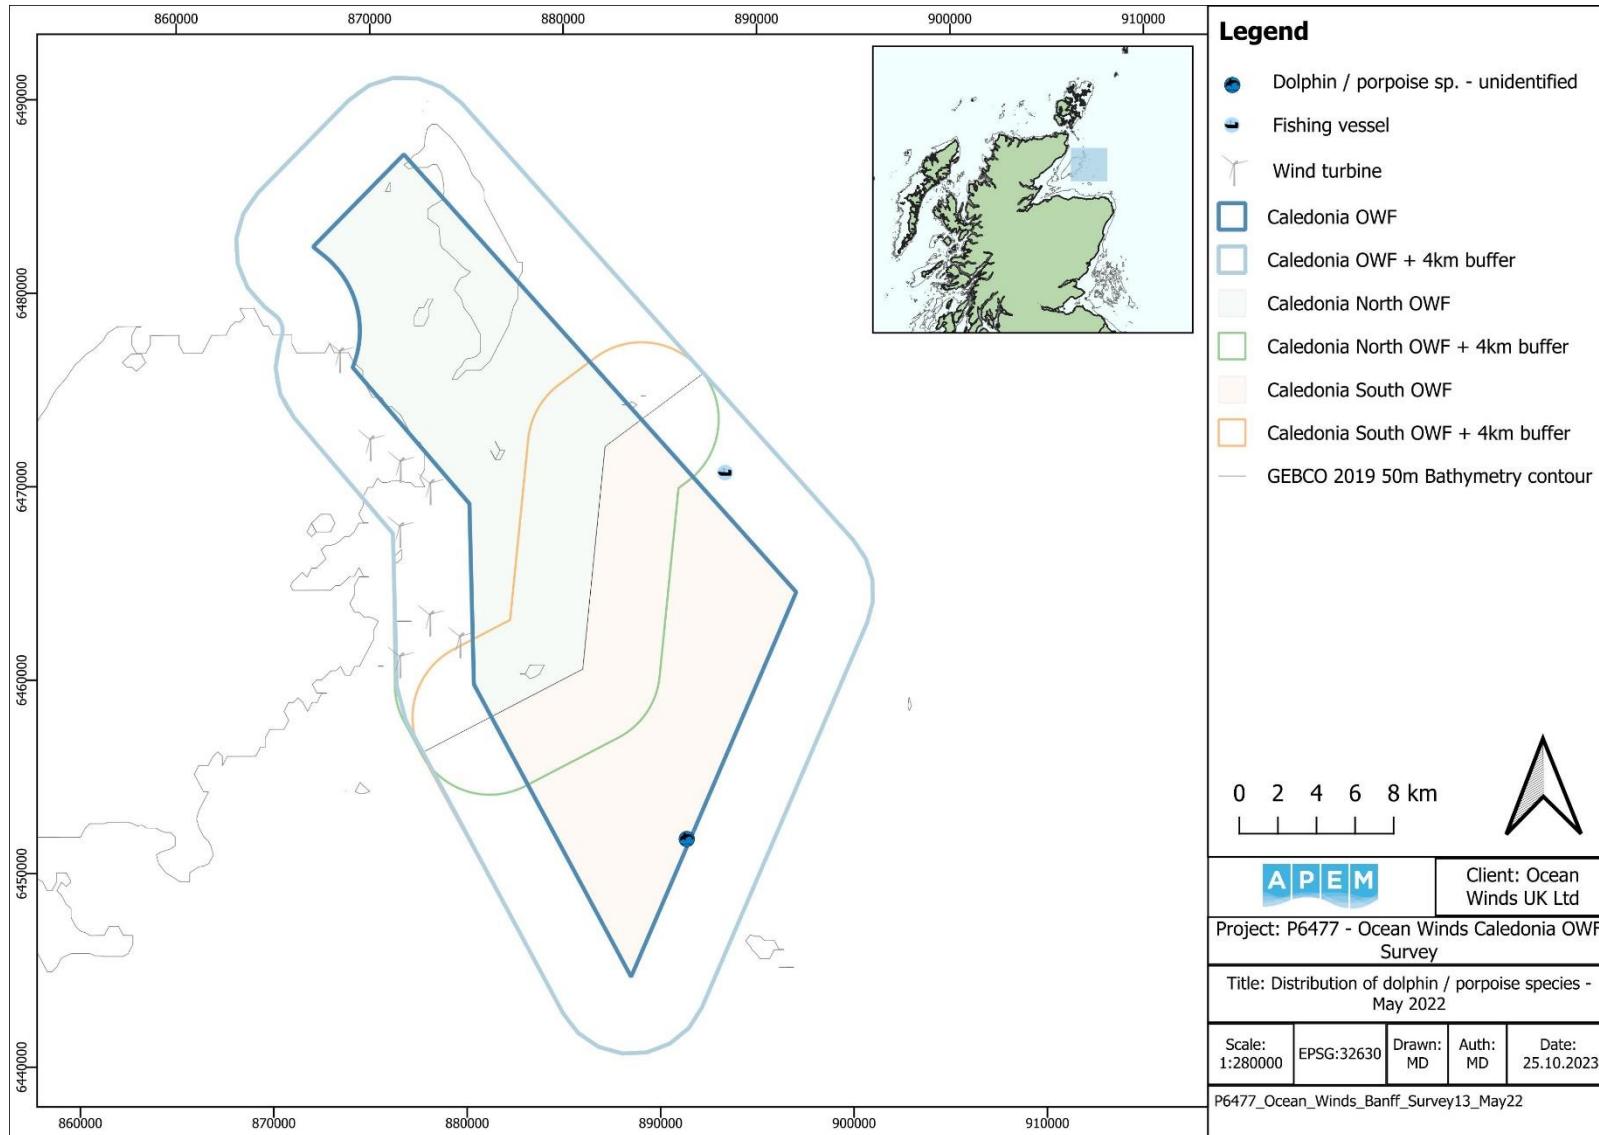 860000 870000 880000 890000 900000 910000
6490000
6480000
6470000
6460000
6450000
6440000
860000 870000 880000 890000 900000 910000
Legend
Dolphin / porpoise sp. - unidentified
Fishing vessel
Wind turbine
Caledonia OWF
Caledonia OWF + 4km buffer
Caledonia North OWF
Caledonia North OWF + 4km buffer
Caledonia South OWF
Caledonia South OWF + 4km buffer
GEBCO 2019 50m Bathymetry contour
0 2 4 6 8 km
APEM
Client: Ocean
Winds UK Ltd
Project: P6477 - Ocean Winds Caledonia OWF
Survey
Title: Distribution of dolphin / porpoise species -
May 2022
Scale:
1:280000
EPSG:32630
Drawn:
MD
Auth:
MD
Date:
25.10.2023
P6477_Ocean_Winds_Banff_Survey13_May22